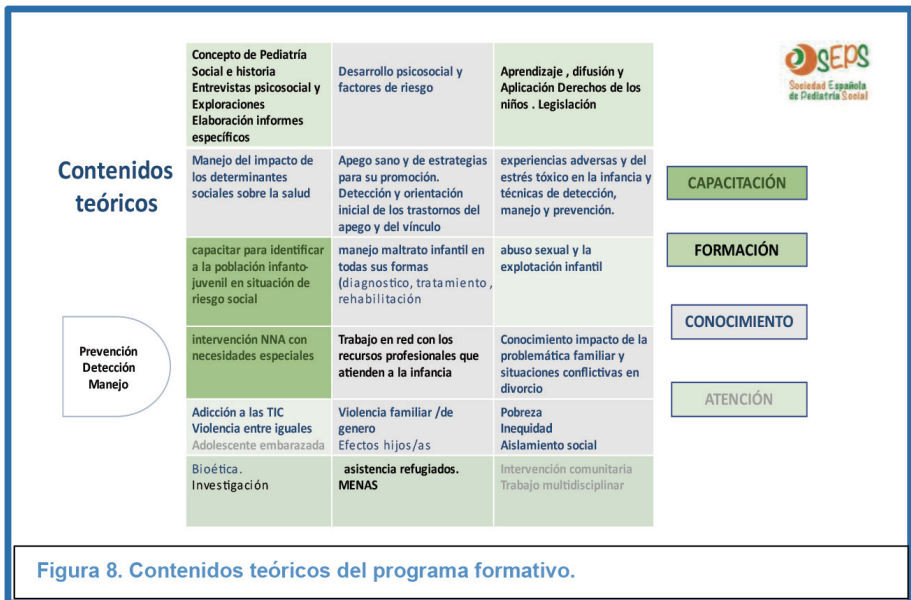 Concepto de Pediatría
Social e historia
Entrevistas psicosocial y
Exploraciones
Elaboración informes
específicos
Desarrollo psicosocial y
factores de riesgo
Aprendizaje , difusión y
Aplicación Derechos de los
niños . Legislación
SEPS
Sociedad Española
de Pediatría Social
Contenidos
teóricos
Manejo del impacto de
los determinantes
sociales sobre la salud
Apego sano y de estrategias
para su promoción.
Detección y orientación
inicial de los trastornos del
apego y del vínculo
experiencias adversas y del
estrés tóxico en la infancia y
técnicas de detección,
manejo y prevención.
CAPACITACIÓN
capacitar para identificar
a la población infanto-
juvenil en situación de
riesgo social
manejo maltrato infantil en
todas sus formas
(diagnostico, tratamiento ,
rehabilitación
abuso sexual y la
explotación infantil
FORMACIÓN
Prevención
Detección
Manejo
intervención NNA con
necesidades especiales
Trabajo en red con los
recursos profesionales que
atienden a la infancia
Conocimiento impacto de la
problemática familiar y
situaciones conflictivas en
divorcio
CONOCIMIENTO
Adicción a las TIC
Violencia entre iguales
Adolescente embarazada
Violencia familiar /de
genero
Efectos hijos/as
Pobreza
Inequidad
Aislamiento social
ATENCIÓN
Bioética.
Investigación
asistencia refugiados.
MENAS
Intervención comunitaria
Trabajo multidisciplinar
Figura 8. Contenidos teóricos del programa formativo.